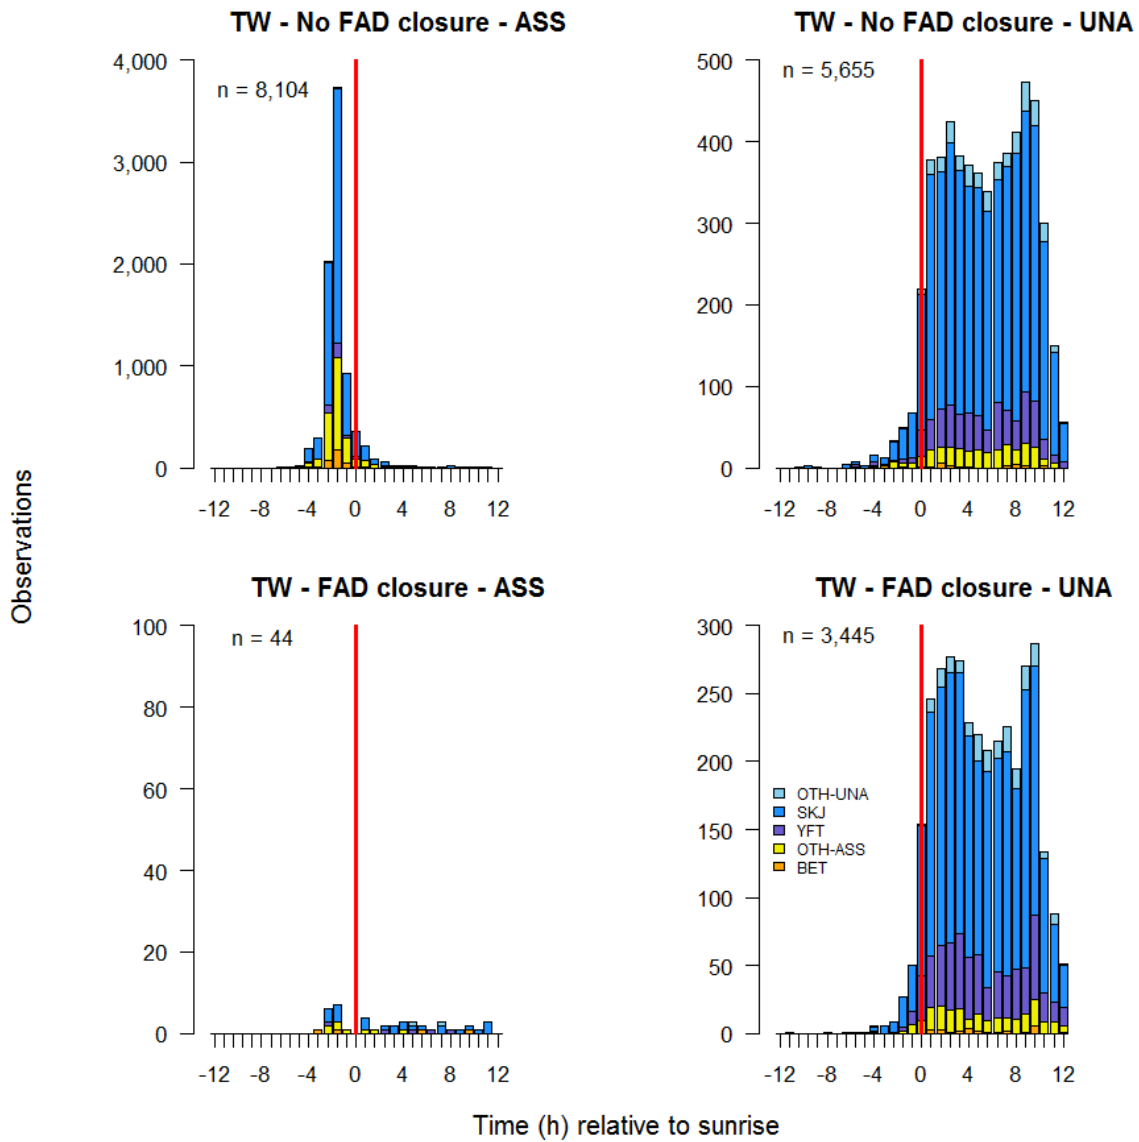 TW - No FAD closure - ASS
n = 8,104
4,000
3,000
2,000
1,000
0
-12 -8 -4 0 4 8 12
TW - No FAD closure - UNA
n = 5,655
500
400
300
200
100
0
-12 -8 -4 0 4 8 12
Observations
TW - FAD closure - ASS
n = 44
100
80
60
40
20
0
-12 -8 -4 0 4 8 12
TW - FAD closure - UNA
n = 3,445
300
250
200
150
100
50
0
OTH-UNA
SKJ
YFT
OTH-ASS
BET
-12 -8 -4 0 4 8 12
Time (h) relative to sunrise